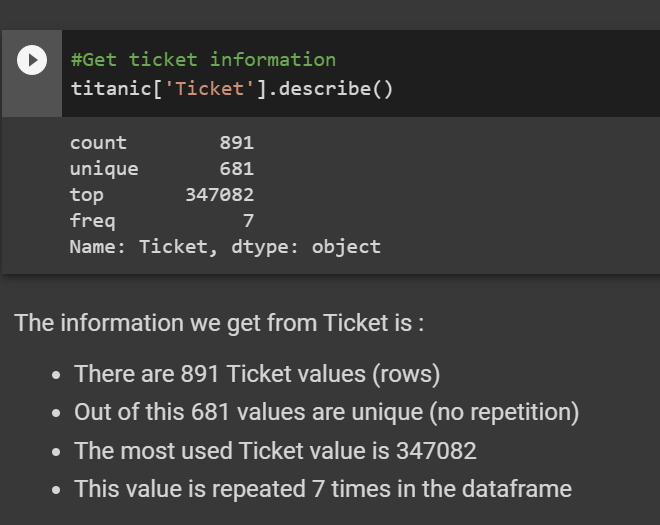 #Get ticket information
titanic['Ticket'].describe()
count 891
unique 681
top 347082
freq 7
Name: Ticket, dtype: object
The information we get from Ticket is :
• There are 891 Ticket values (rows)
• Out of this 681 values are unique (no repetition)
• The most used Ticket value is 347082
• This value is repeated 7 times in the dataframe